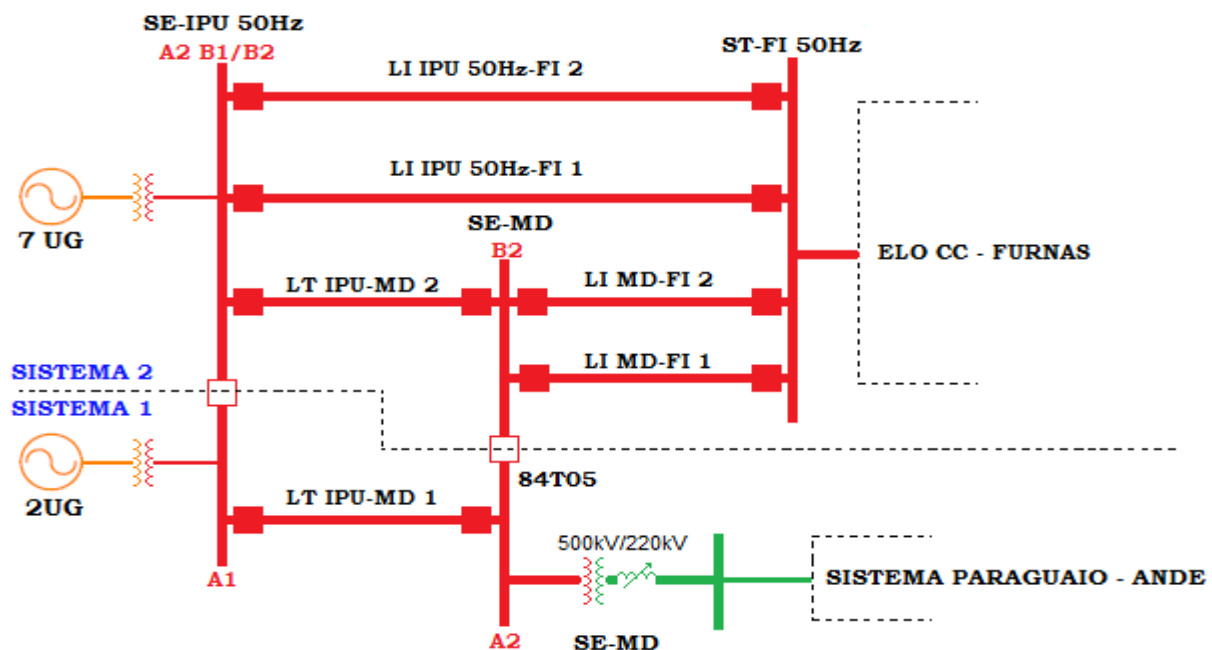 SE-IPU 50Hz
A2 B1/B2
ST-FI 50Hz
LI IPU 50Hz-FI 2
LI IPU 50Hz-FI 1
7 UG
SE-MD
B2
ELO CC - FURNAS
LT IPU-MD 2
LI MD-FI 2
LI MD-FI 1
SISTEMA 2
SISTEMA 1
84T05
2UG
LT IPU-MD 1
500kV/220kV
A1
SISTEMA PARAGUAIO - ANDE
A2
SE-MD